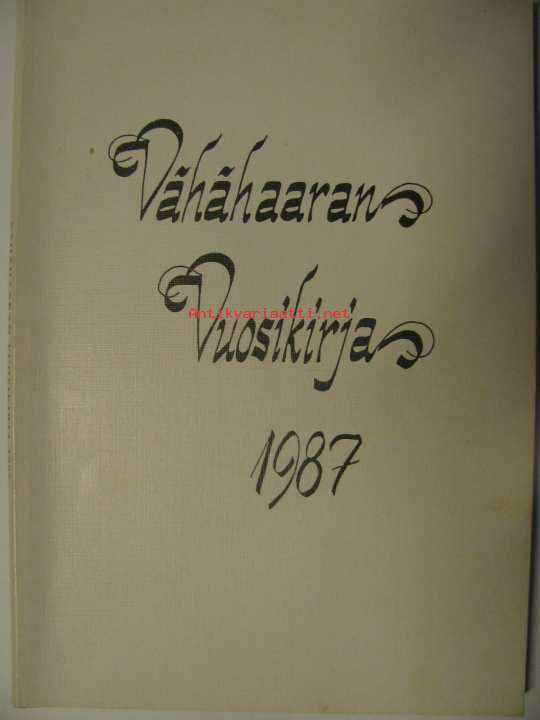 Vähähaaran
Vuosikirja
Antikvariaatti.net
1987